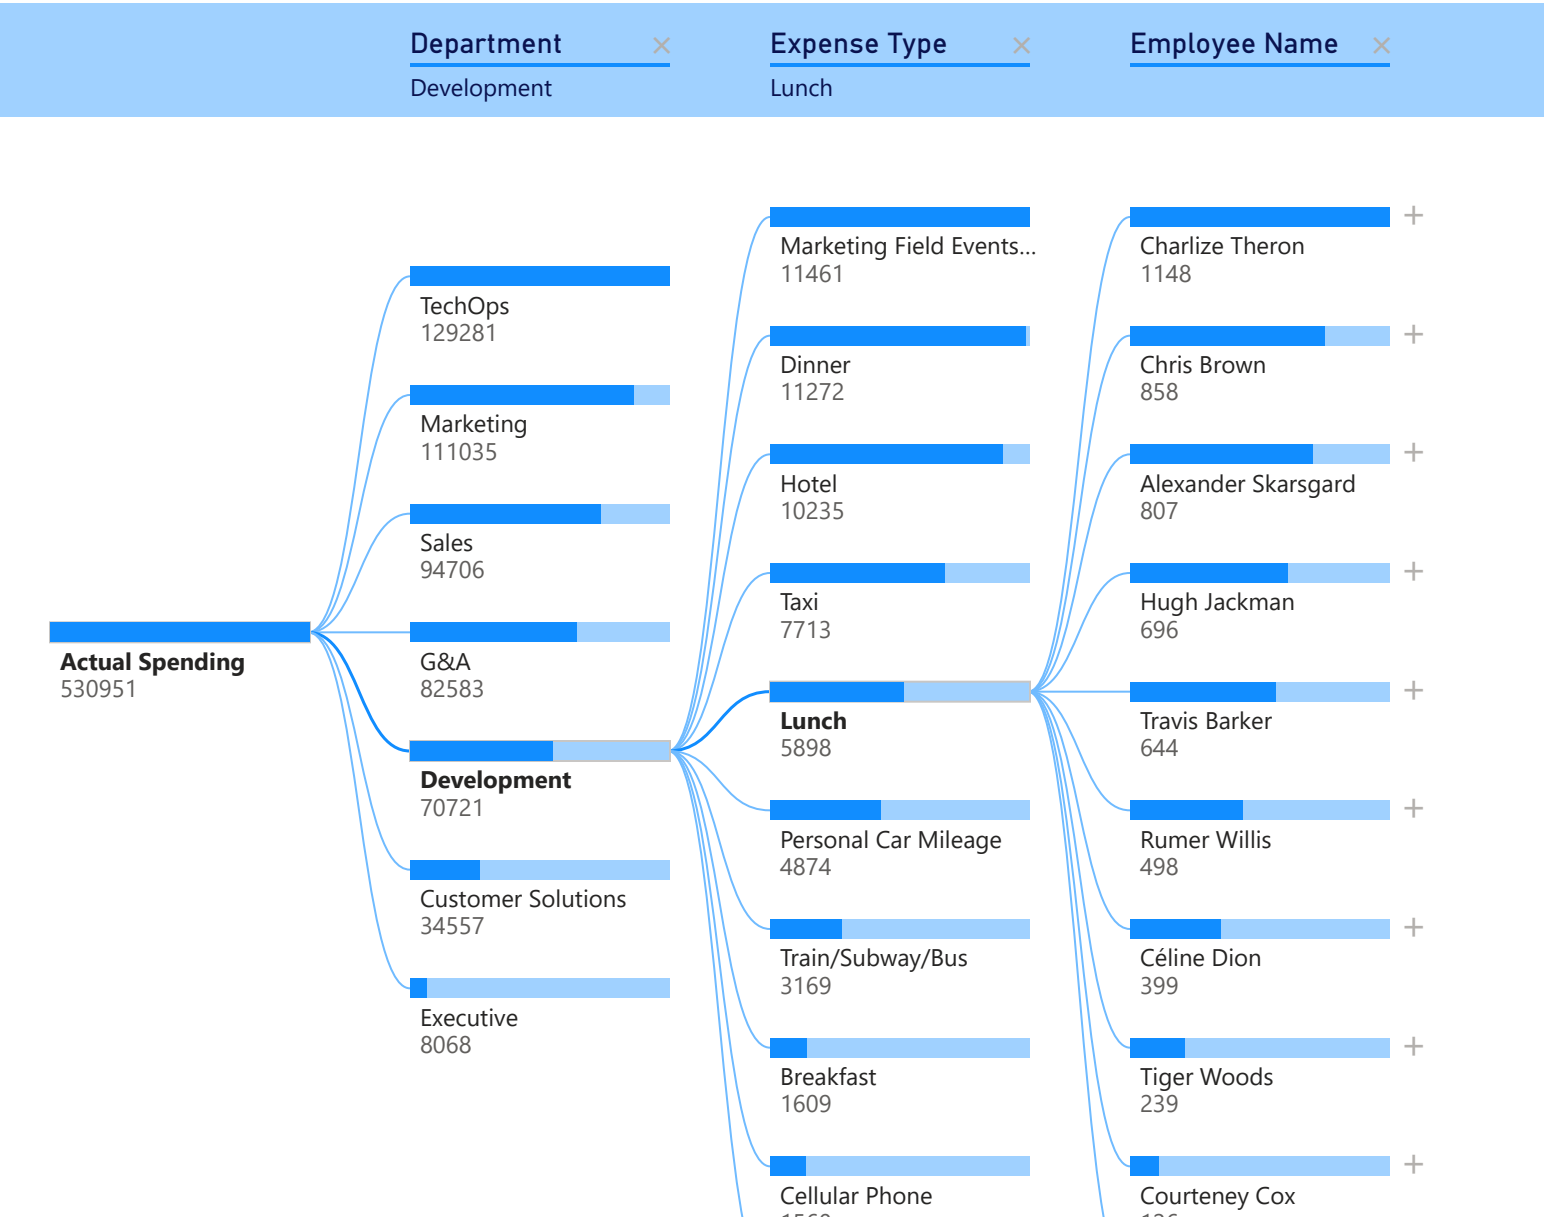 Department
Development
Expense Type
Lunch
Employee Name
Actual Spending
530951
TechOps
129281
Marketing
111035
Sales
94706
G&A
82583
Development
70721
Customer Solutions
34557
Executive
8068
Marketing Field Events...
11461
Dinner
11272
Hotel
10235
Taxi
7713
Lunch
5898
Personal Car Mileage
4874
Train/Subway/Bus
3169
Breakfast
1609
Cellular Phone
Charlize Theron
1148
Chris Brown
858
Alexander Skarsgard
807
Hugh Jackman
696
Travis Barker
644
Rumer Willis
498
Céline Dion
399
Tiger Woods
239
Courteney Cox